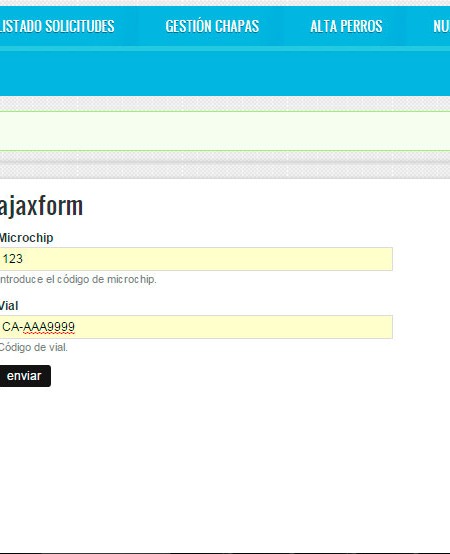 LISTADO SOLICITUDES GESTIÓN CHAPAS ALTA PERROS NU
ajaxform
Microchip
123
ntroduce el código de microchip.
Vial
CA-AAA9999
Código de vial.
enviar